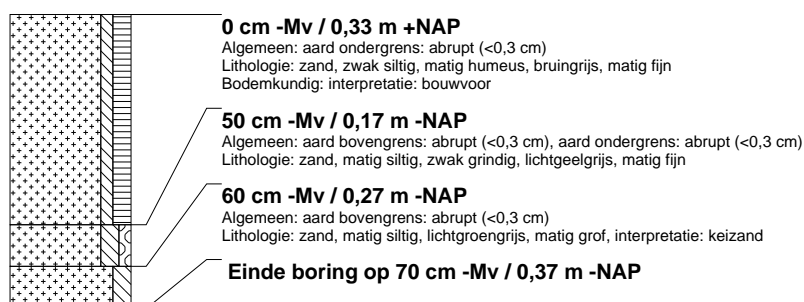 0 cm -Mv / 0,33 m +NAP
Algemeen: aard ondergrens: abrupt (<0,3 cm)
Lithologie: zand, zwak siltig, matig humeus, bruingrijs, matig fijn
Bodemkundig: interpretatie: bouwvoor
50 cm -Mv / 0,17 m -NAP
Algemeen: aard bovengrens: abrupt (<0,3 cm), aard ondergrens: abrupt (<0,3 cm)
Lithologie: zand, matig siltig, zwak grindig, lichtgeelgrijs, matig fijn
60 cm -Mv / 0,27 m -NAP
Algemeen: aard bovengrens: abrupt (<0,3 cm)
Lithologie: zand, matig siltig, lichtgroengrijs, matig grof, interpretatie: keizand
Einde boring op 70 cm -Mv / 0,37 m -NAP